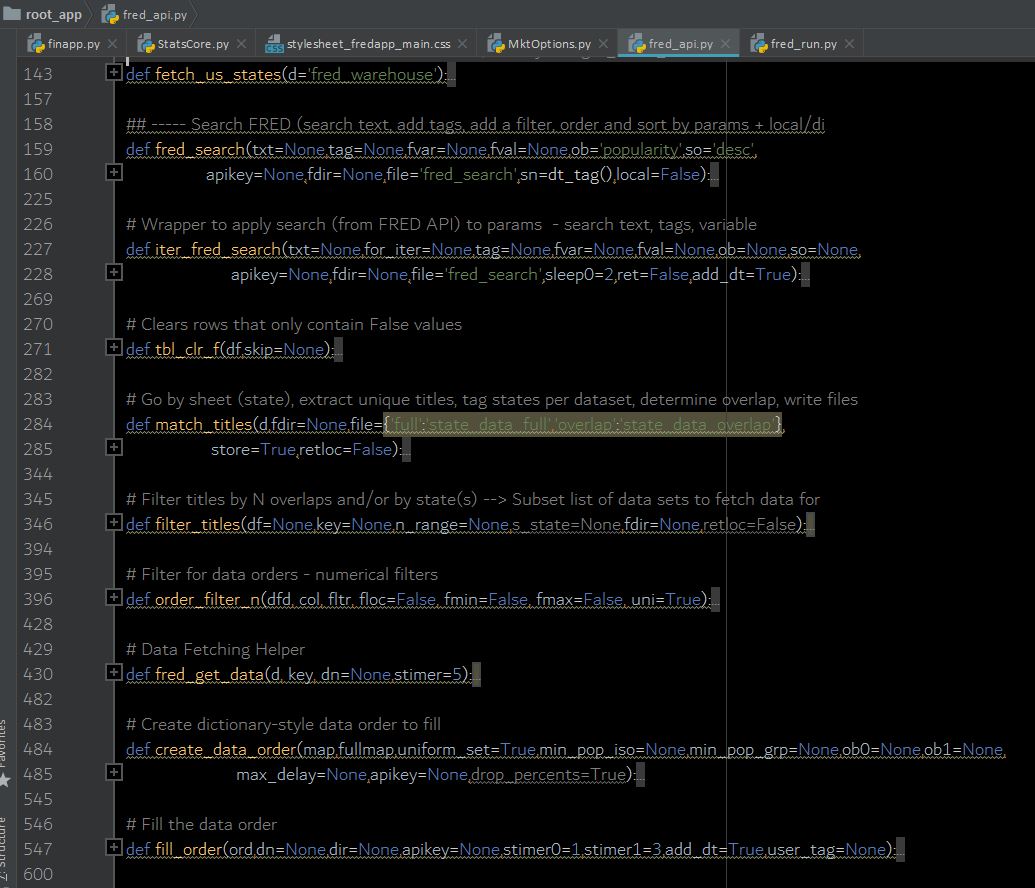 root_app fred_api.py
finapp.py StatsCore.py stylesheet_fredapp_main.css MktOptions.py fred_api.py fred_run.py
143 def fetch_us_states(d='fred_warehouse'):...
157
158 ## ----- Search FRED (search text, add tags, add a filter, order and sort by params + local/di
159 def fred_search(txt=None,tag=None,fvar=None,fval=None,ob='popularity',so='desc',
160 apikey=None,fdir=None,file='fred_search',sn=dt_tag(),local=False):...
225
226 # Wrapper to apply search (from FRED API) to params - search text, tags, variable
227 def iter_fred_search(txt=None,for_iter=None,tag=None,fvar=None,fval=None,ob=None,so=None,
228 apikey=None,fdir=None,file='fred_search',sleep0=2,ret=False,add_dt=True):...
269
270 # Clears rows that only contain False values
271 def tbl_clr_f(df,skip=None):...
282
283 # Go by sheet (state), extract unique titles, tag states per dataset, determine overlap, write files
284 def match_titles(d,fdir=None,file={'full':'state_data_full','overlap':'state_data_overlap'},
285 store=True,retloc=False):...
344
345 # Filter titles by N overlaps and/or by state(s) --> Subset list of data sets to fetch data for
346 def filter_titles(df=None,key=None,n_range=None,s_state=None,fdir=None,retloc=False):...
394
395 # Filter for data orders - numerical filters
396 def order_filter_n(dfd, col, fltr, floc=False, fmin=False, fmax=False, uni=True):...
428
429 # Data Fetching Helper
430 def fred_get_data(d, key, dn=None,stimer=5):...
482
483 # Create dictionary-style data order to fill
484 def create_data_order(map,fullmap,uniform_set=True,min_pop_iso=None,min_pop_grp=None,ob0=None,ob1=None,
485 max_delay=None,apikey=None,drop_percents=True):...
545
546 # Fill the data order
547 def fill_order(ord,dn=None,dir=None,apikey=None,stimer0=1,stimer1=3,add_dt=True,user_tag=None):...
600
Favorites
Z: Structure